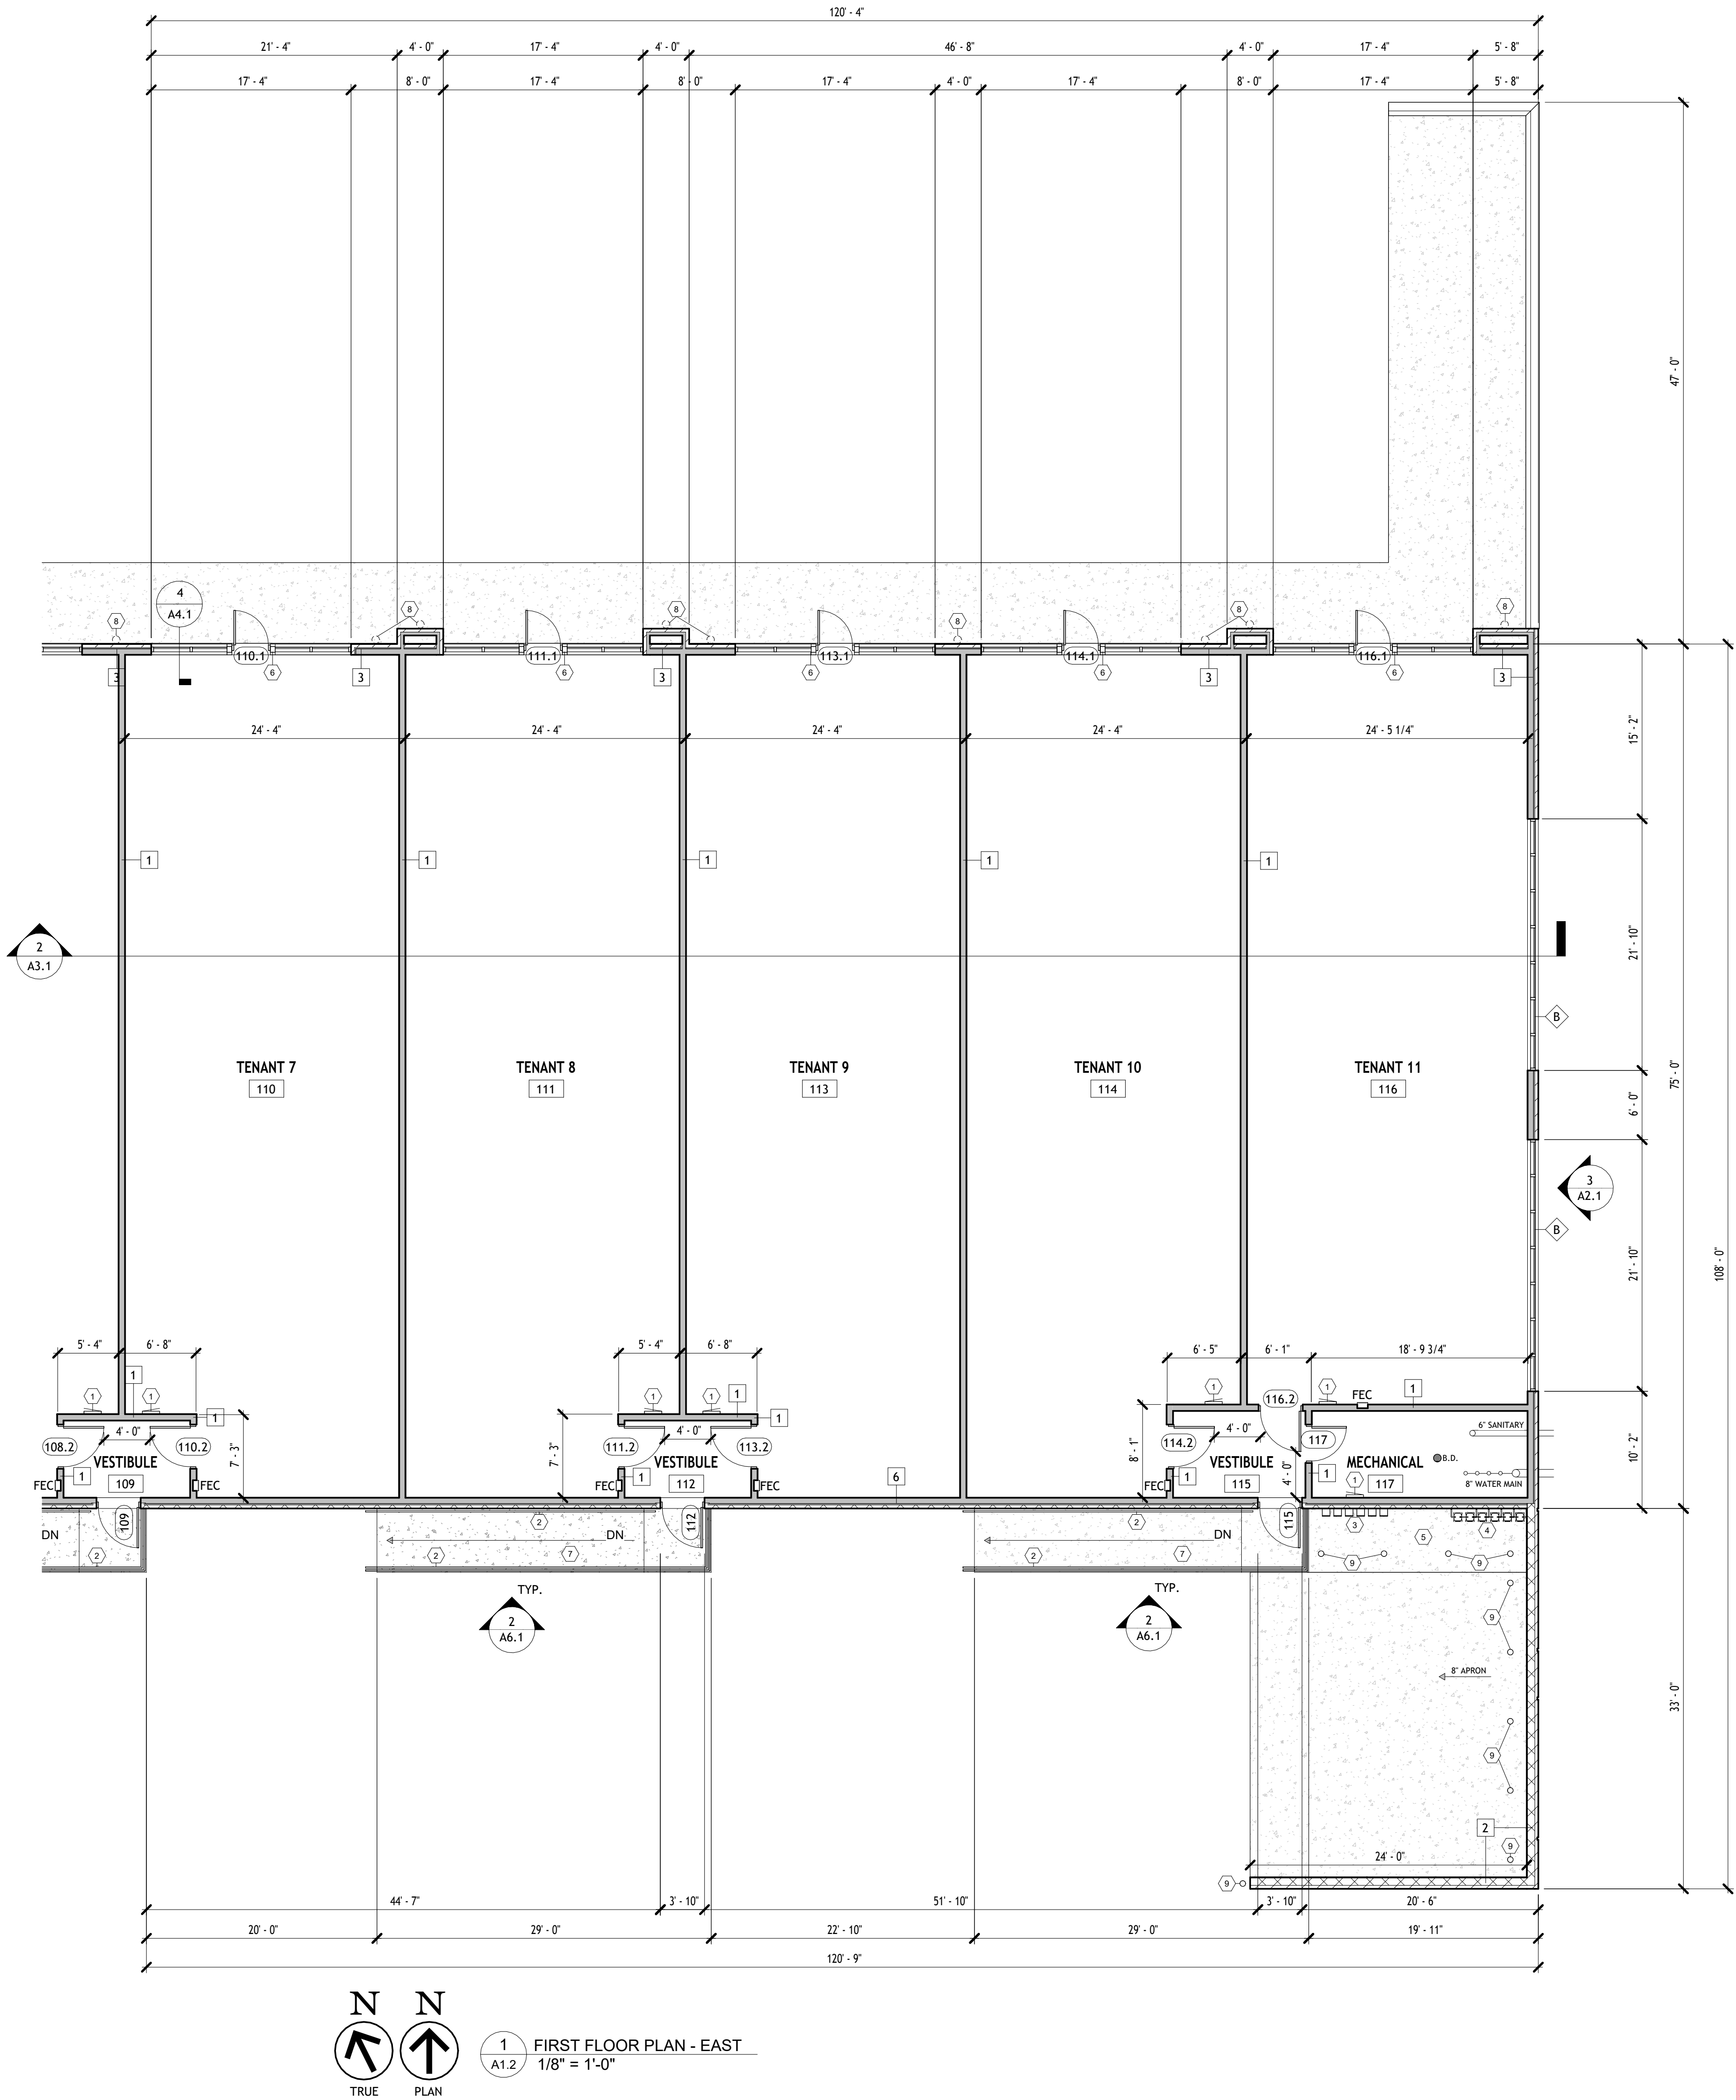 120' - 4"
21' - 4" 4' - 0" 17' - 4" 4' - 0" 46' - 8" 4' - 0" 17' - 4" 5' - 8"
17' - 4" 8' - 0" 17' - 4" 8' - 0" 17' - 4" 4' - 0" 17' - 4" 8' - 0" 17' - 4" 5' - 8"
47' - 0"
4
A4.1
8 8 8 8 8 8
110.1 111.1 113.1 114.1 116.1
6 6 6 6 6
3 3 3 3 3
15' - 2"
24' - 4" 24' - 4" 24' - 4" 24' - 4" 24' - 5 1/4"
1 1 1 1 1
2
A3.1
21' - 10"
B
TENANT 7 TENANT 8 TENANT 9 TENANT 10 TENANT 11
110 111 113 114 116
75' - 0"
6' - 0"
3
A2.1
B
21' - 10"
108' - 0"
5' - 4" 6' - 8" 5' - 4" 6' - 8" 6' - 5" 6' - 1" 18' - 9 3/4"
1 1 1 1 1 1 1 1 FEC 1
116.2
1 1
4' - 0" 4' - 0" 4' - 0"
6" SANITARY
108.2 110.2 111.2 113.2 114.2 117
7' - 3" 7' - 3" 8' - 1" 10' - 2"
VESTIBULE VESTIBULE VESTIBULE MECHANICAL B.D.
109 112 115 117
1 1 1 1 1 6
4' - 0"
FEC FEC FEC FEC FEC
8" WATER MAIN
109 112 115
2 2 3 4
DN DN DN 5
2 2 7 2 7 9 9
TYP. TYP.
2 2
A6.1 A6.1
9
8" APRON
33' - 0"
9
2
9
24' - 0"
9
44' - 7" 3' - 10" 51' - 10" 3' - 10" 20' - 6"
20' - 0" 29' - 0" 22' - 10" 29' - 0" 19' - 11"
120' - 9"
N N
TRUE PLAN
1
A1.2
FIRST FLOOR PLAN - EAST
1/8" = 1'-0"